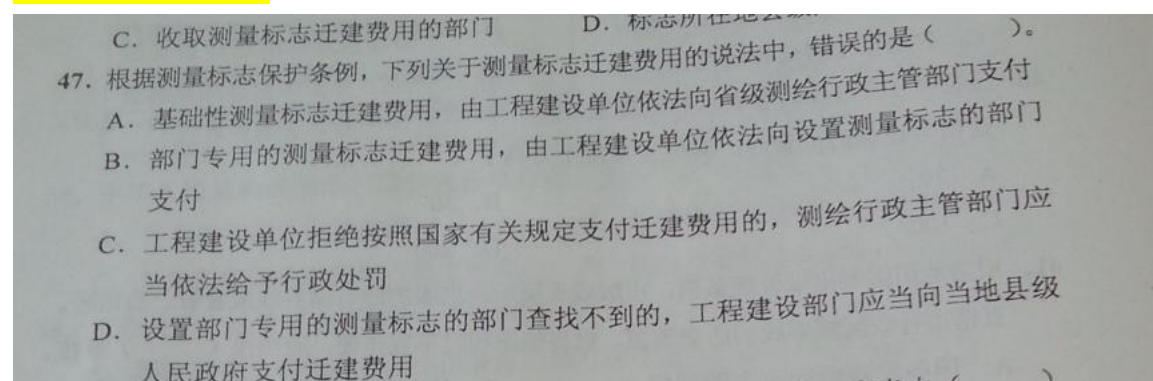 C. 收取测量标志迁建费用的部门 D. 标志所在地
47. 根据测量标志保护条例，下列关于测量标志迁建费用的说法中，错误的是（ ）。
A. 基础性测量标志迁建费用，由工程建设单位依法向省级测绘行政主管部门支付
B. 部门专用的测量标志迁建费用，由工程建设单位依法向设置测量标志的部门
支付
C. 工程建设单位拒绝按照国家有关规定支付迁建费用的，测绘行政主管部门应
当依法给予行政处罚
D. 设置部门专用的测量标志的部门查找不到的，工程建设部门应当向当地县级
人民政府支付迁建费用